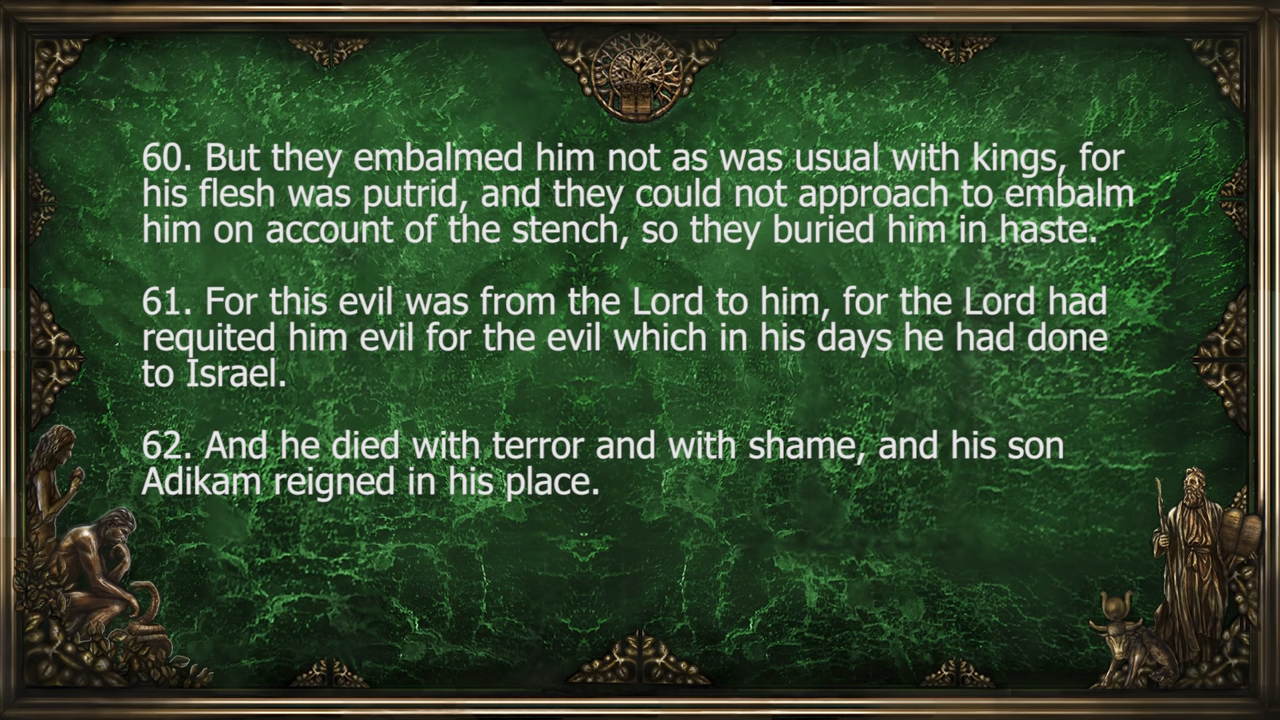 60. But they embalmed him not as was usual with kings, for
his flesh was putrid, and they could not approach to embalm
him on account of the stench, so they buried him in haste.
61. For this evil was from the Lord to him, for the Lord had
requited him evil for the evil which in his days he had done
to Israel.
62. And he died with terror and with shame, and his son
Adikam reigned in his place.